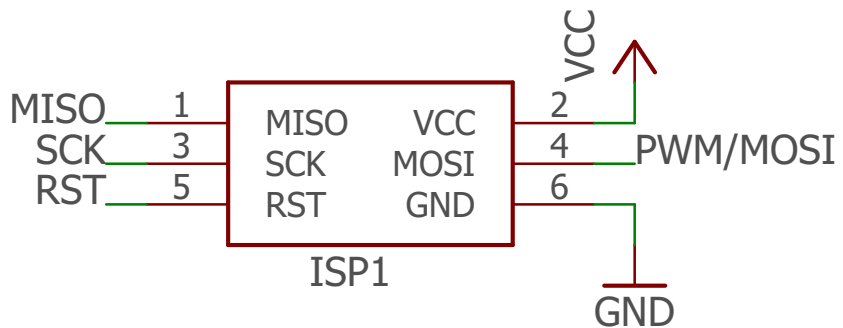 VCC
MISO 1 MISO VCC 2
SCK 3 SCK MOSI 4 PWM/MOSI
RST 5 RST GND 6
ISP1
GND